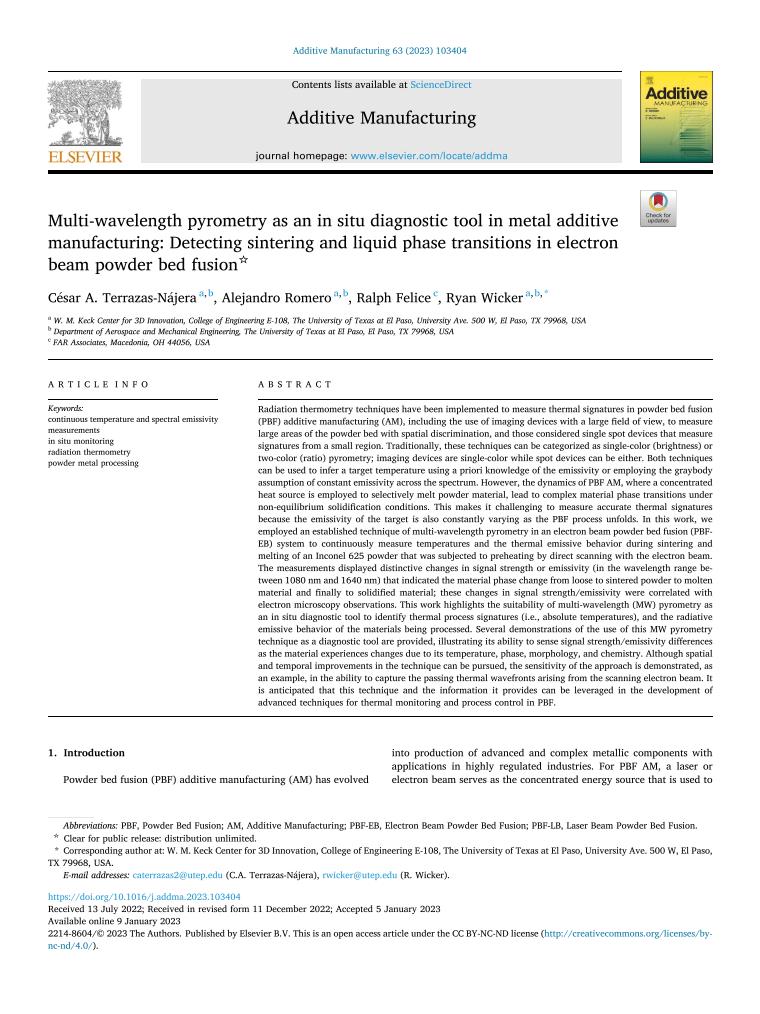 Additive Manufacturing 63 (2023) 103404
Contents lists available at ScienceDirect
Additive Manufacturing
journal homepage: www.elsevier.com/locate/addma
ELSEVIER
Additive
MANUFACTURING
Check for
updates
Multi-wavelength pyrometry as an in situ diagnostic tool in metal additive
manufacturing: Detecting sintering and liquid phase transitions in electron
beam powder bed fusion☆
César A. Terrazas-Nájera a,b, Alejandro Romero a,b, Ralph Felice c, Ryan Wicker a,b,*
a W. M. Keck Center for 3D Innovation, College of Engineering E-108, The University of Texas at El Paso, University Ave. 500 W, El Paso, TX 79968, USA
b Department of Aerospace and Mechanical Engineering, The University of Texas at El Paso, El Paso, TX 79968, USA
c FAR Associates, Macedonia, OH 44056, USA
ARTICLE INFO
Keywords:
continuous temperature and spectral emissivity
measurements
in situ monitoring
radiation thermometry
powder metal processing
ABSTRACT
Radiation thermometry techniques have been implemented to measure thermal signatures in powder bed fusion
(PBF) additive manufacturing (AM), including the use of imaging devices with a large field of view, to measure
large areas of the powder bed with spatial discrimination, and those considered single spot devices that measure
signatures from a small region. Traditionally, these techniques can be categorized as single-color (brightness) or
two-color (ratio) pyrometry; imaging devices are single-color while spot devices can be either. Both techniques
can be used to infer a target temperature using a priori knowledge of the emissivity or employing the graybody
assumption of constant emissivity across the spectrum. However, the dynamics of PBF AM, where a concentrated
heat source is employed to selectively melt powder material, lead to complex material phase transitions under
non-equilibrium solidification conditions. This makes it challenging to measure accurate thermal signatures
because the emissivity of the target is also constantly varying as the PBF process unfolds. In this work, we
employed an established technique of multi-wavelength pyrometry in an electron beam powder bed fusion (PBF-
EB) system to continuously measure temperatures and the thermal emissive behavior during sintering and
melting of an Inconel 625 powder that was subjected to preheating by direct scanning with the electron beam.
The measurements displayed distinctive changes in signal strength or emissivity (in the wavelength range be-
tween 1080 nm and 1640 nm) that indicated the material phase change from loose to sintered powder to molten
material and finally to solidified material; these changes in signal strength/emissivity were correlated with
electron microscopy observations. This work highlights the suitability of multi-wavelength (MW) pyrometry as
an in situ diagnostic tool to identify thermal process signatures (i.e., absolute temperatures), and the radiative
emissive behavior of the materials being processed. Several demonstrations of the use of this MW pyrometry
technique as a diagnostic tool are provided, illustrating its ability to sense signal strength/emissivity differences
as the material experiences changes due to its temperature, phase, morphology, and chemistry. Although spatial
and temporal improvements in the technique can be pursued, the sensitivity of the approach is demonstrated, as
an example, in the ability to capture the passing thermal wavefronts arising from the scanning electron beam. It
is anticipated that this technique and the information it provides can be leveraged in the development of
advanced techniques for thermal monitoring and process control in PBF.
1. Introduction
Powder bed fusion (PBF) additive manufacturing (AM) has evolved
into production of advanced and complex metallic components with
applications in highly regulated industries. For PBF AM, a laser or
electron beam serves as the concentrated energy source that is used to
Abbreviations: PBF, Powder Bed Fusion; AM, Additive Manufacturing; PBF-EB, Electron Beam Powder Bed Fusion; PBF-LB, Laser Beam Powder Bed Fusion.
☆ Clear for public release: distribution unlimited.
* Corresponding author at: W. M. Keck Center for 3D Innovation, College of Engineering E-108, The University of Texas at El Paso, University Ave. 500 W, El Paso,
TX 79968, USA.
E-mail addresses: caterrazas2@utep.edu (C.A. Terrazas-Nájera), rwicker@utep.edu (R. Wicker).
https://doi.org/10.1016/j.addma.2023.103404
Received 13 July 2022; Received in revised form 11 December 2022; Accepted 5 January 2023
Available online 9 January 2023
2214-8604/© 2023 The Authors. Published by Elsevier B.V. This is an open access article under the CC BY-NC-ND license (http://creativecommons.org/licenses/by-
nc-nd/4.0/).